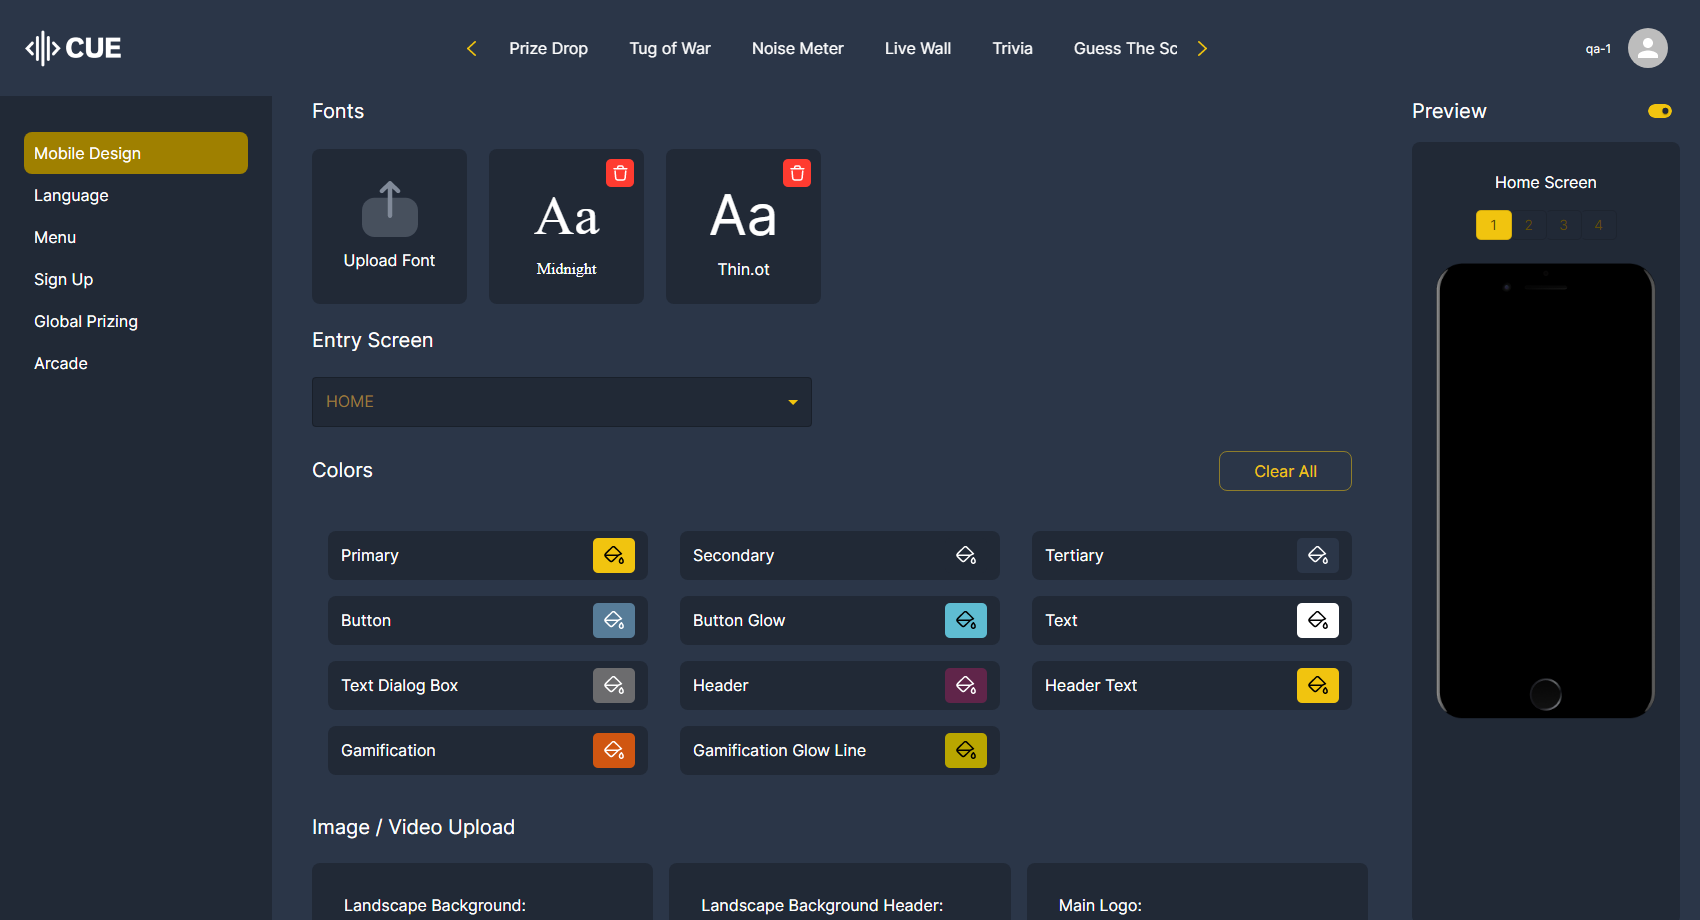 CUE
Prize Drop
Tug of War
Noise Meter
Live Wall
Trivia
Guess The Sc
qa-1
Mobile Design
Language
Menu
Sign Up
Global Prizing
Arcade
Fonts
Upload Font
Aa
Midnight
Aa
Thin.ot
Entry Screen
HOME
Colors
Clear All
Primary
Secondary
Tertiary
Button
Button Glow
Text
Text Dialog Box
Header
Header Text
Gamification
Gamification Glow Line
Image / Video Upload
Landscape Background:
Landscape Background Header:
Main Logo:
Preview
Home Screen
1
2
3
4